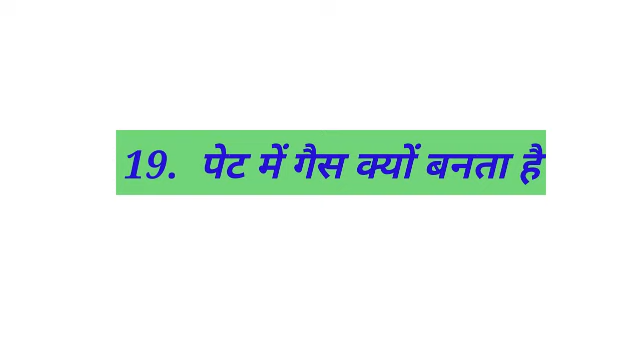 19. पेट में गैस क्यों बनता है